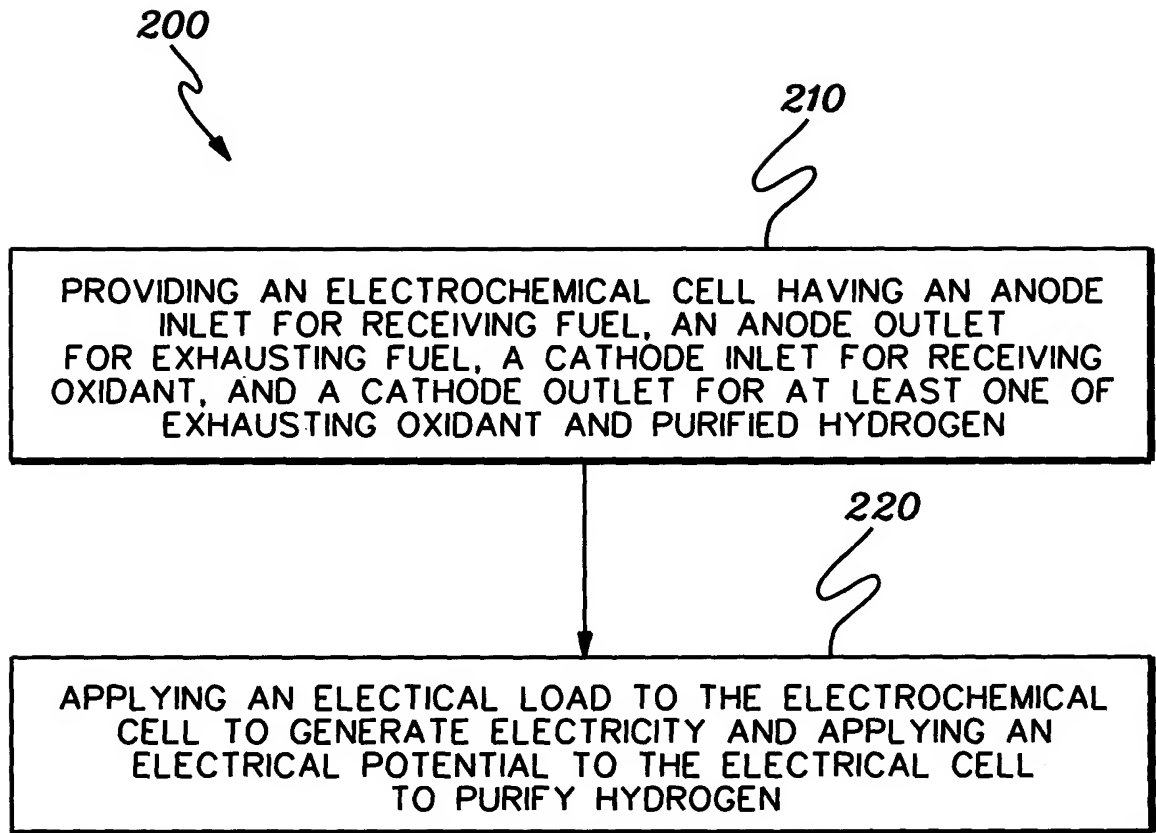 200
210
PROVIDING AN ELECTROCHEMICAL CELL HAVING AN ANODE
INLET FOR RECEIVING FUEL, AN ANODE OUTLET
FOR EXHAUSTING FUEL, A CATHODE INLET FOR RECEIVING
OXIDANT, AND A CATHODE OUTLET FOR AT LEAST ONE OF
EXHAUSTING OXIDANT AND PURIFIED HYDROGEN
220
APPLYING AN ELECTICAL LOAD TO THE ELECTROCHEMICAL
CELL TO GENERATE ELECTRICITY AND APPLYING AN
ELECTRICAL POTENTIAL TO THE ELECTRICAL CELL
TO PURIFY HYDROGEN